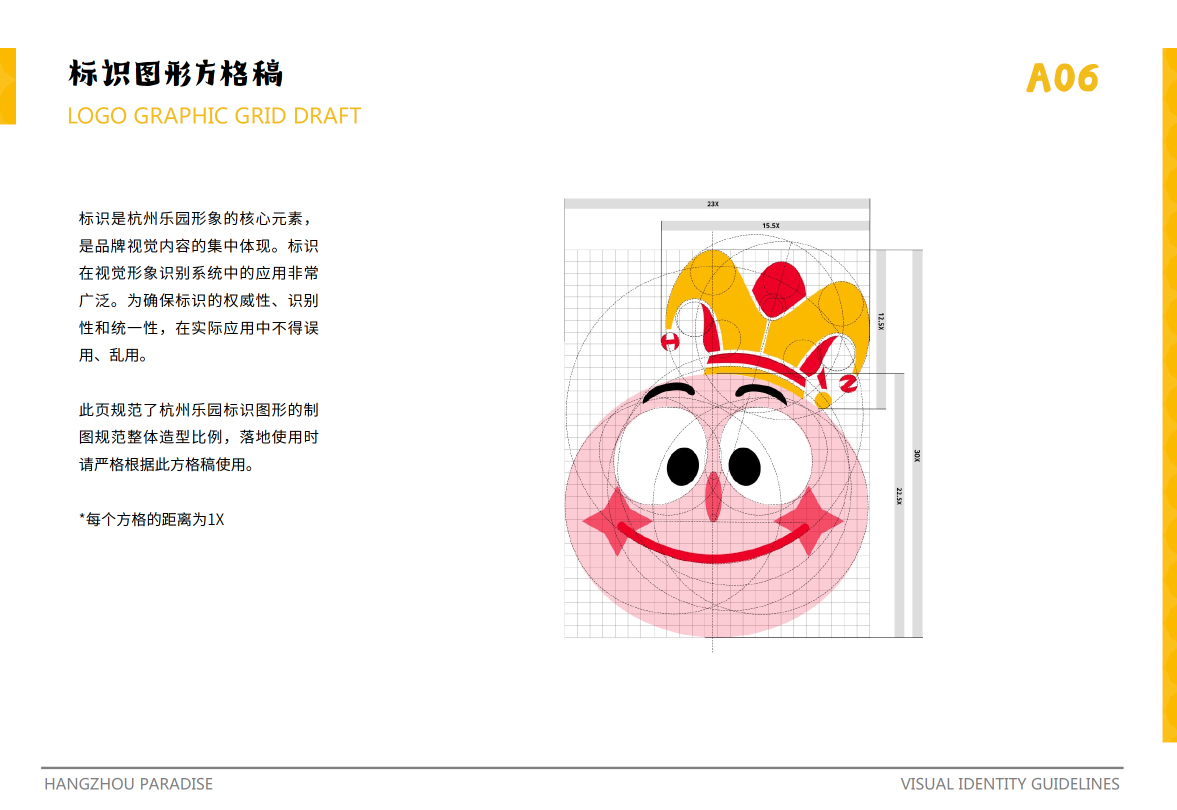 标识图形方格稿
LOGO GRAPHIC GRID DRAFT
A06
标识是杭州乐园形象的核心元素，
是品牌视觉内容的集中体现。标识
在视觉形象识别系统中的应用非常
广泛。为确保标识的权威性、识别
性和统一性，在实际应用中不得误
用、乱用。
此页规范了杭州乐园标识图形的制
图规范整体造型比例，落地使用时
请严格根据此方格稿使用。
*每个方格的距离为1X
23X
15.5X
12.5X
30X
22.5X
H
Z
HANGZHOU PARADISE
VISUAL IDENTITY GUIDELINES